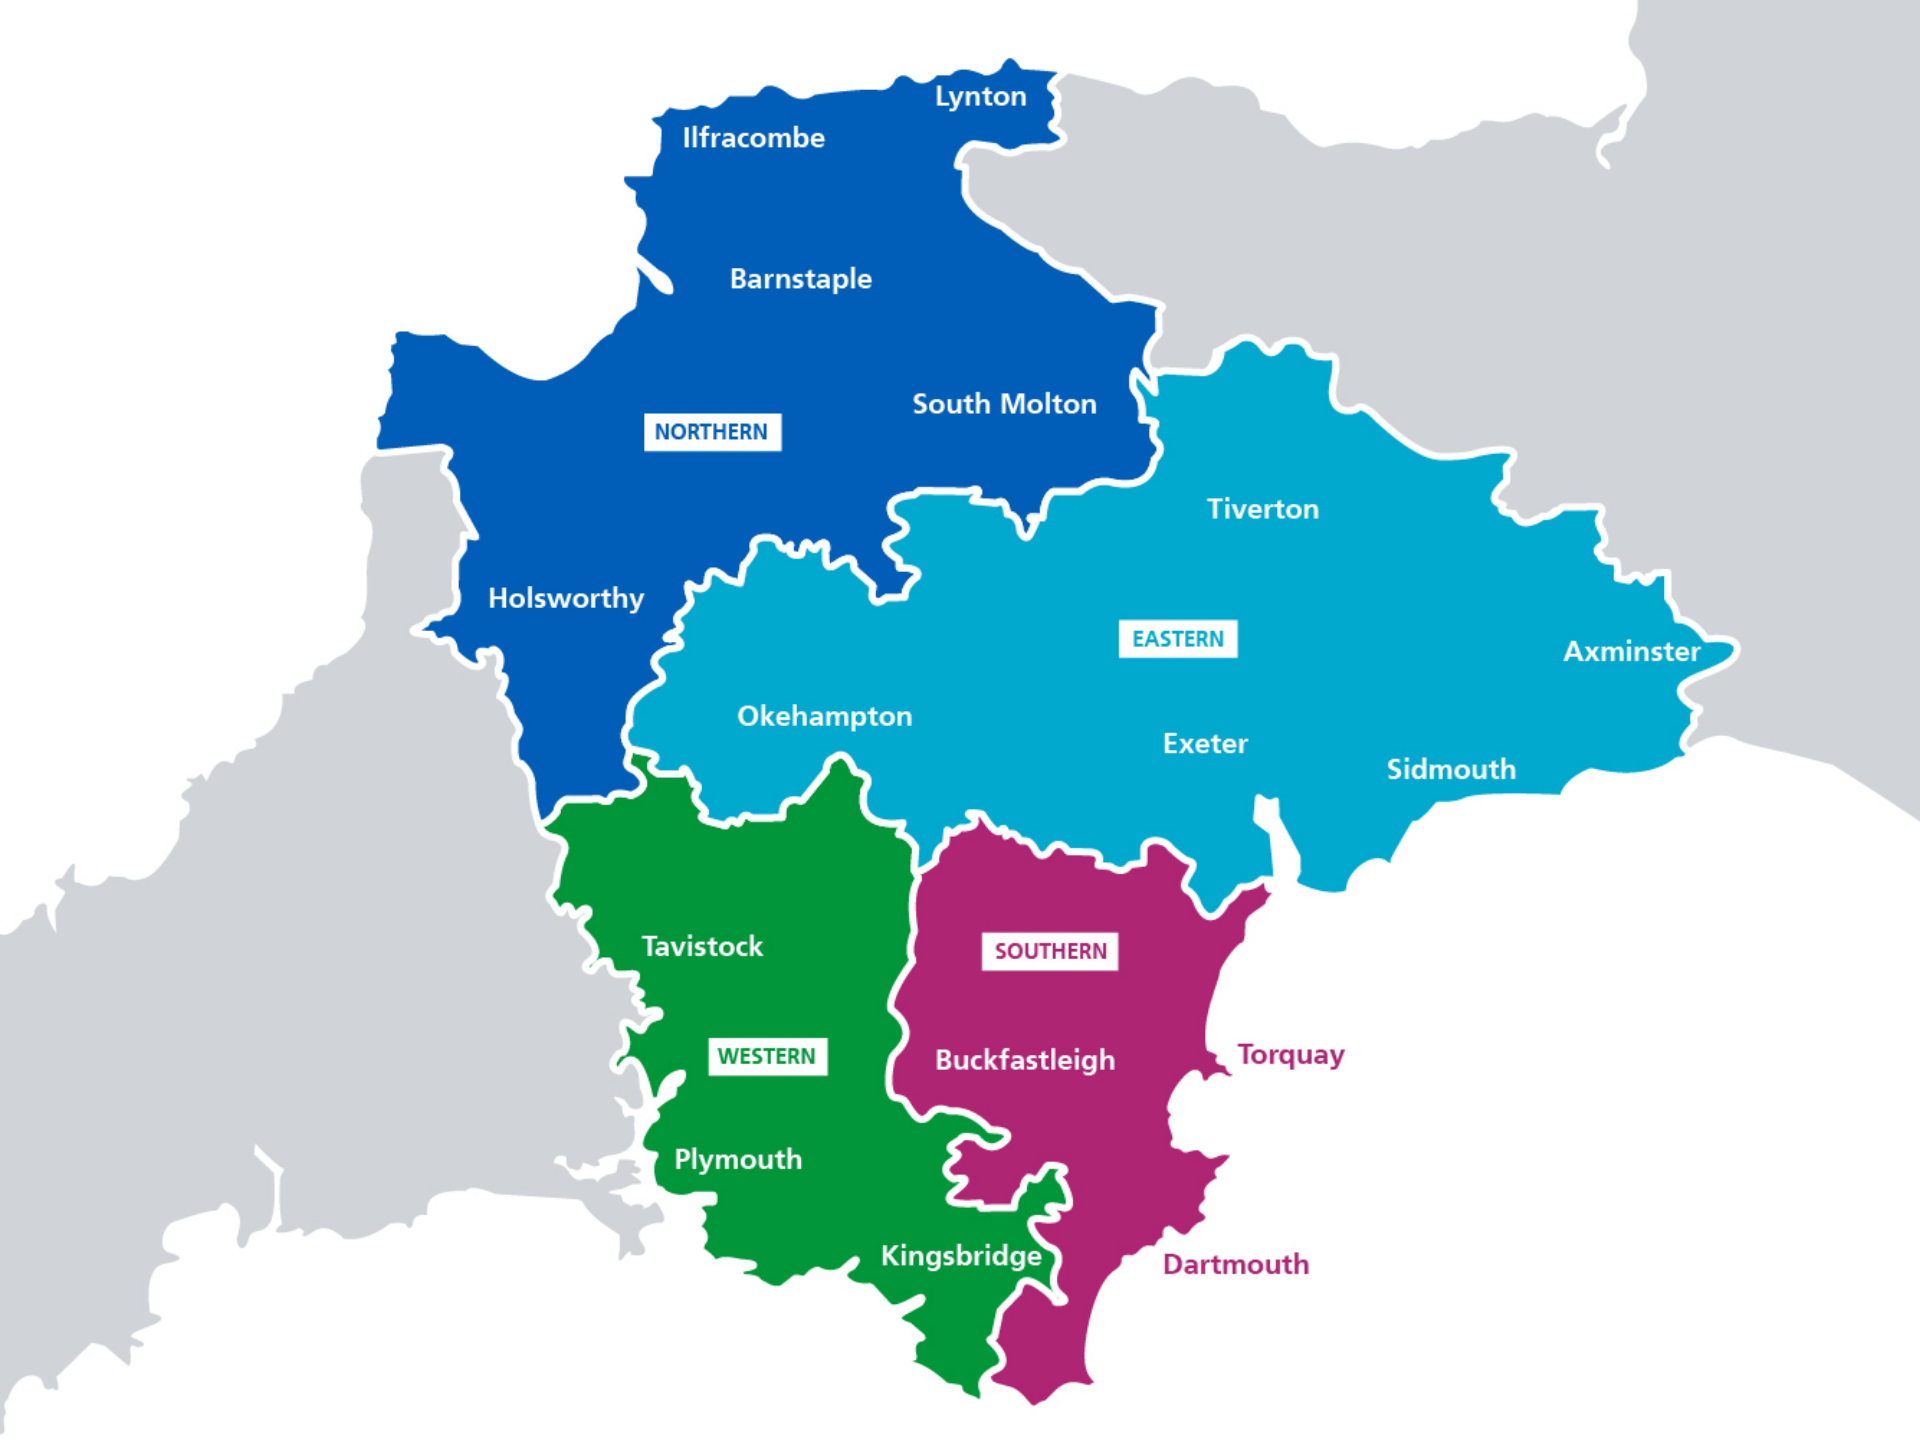 Lynton
Ilfracombe
Barnstaple
South Molton
NORTHERN
Tiverton
Holsworthy
EASTERN
Axminster
Okehampton
Exeter
Sidmouth
Tavistock
SOUTHERN
WESTERN
Buckfastleigh
Torquay
Plymouth
Kingsbridge
Dartmouth